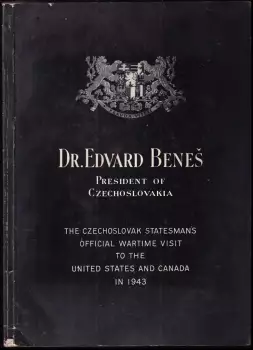 DR. EDVARD BENEŠ
PRESIDENT OF
CZECHOSLOVAKIA
THE CZECHOSLOVAK STATESMAN'S
OFFICIAL WARTIME VISIT
TO THE
UNITED STATES AND CANADA
IN 1943